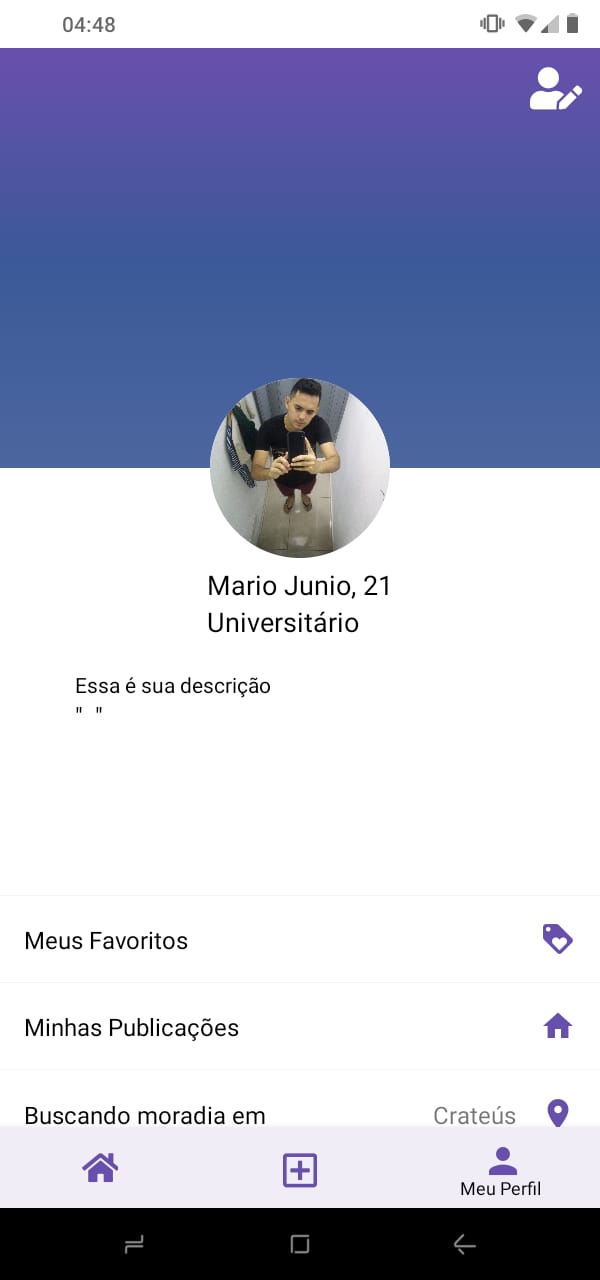 04:48
Mario Junio, 21
Universitário
Essa é sua descrição
" "
Meus Favoritos
Minhas Publicações
Buscando moradia em Crateús
Meu Perfil